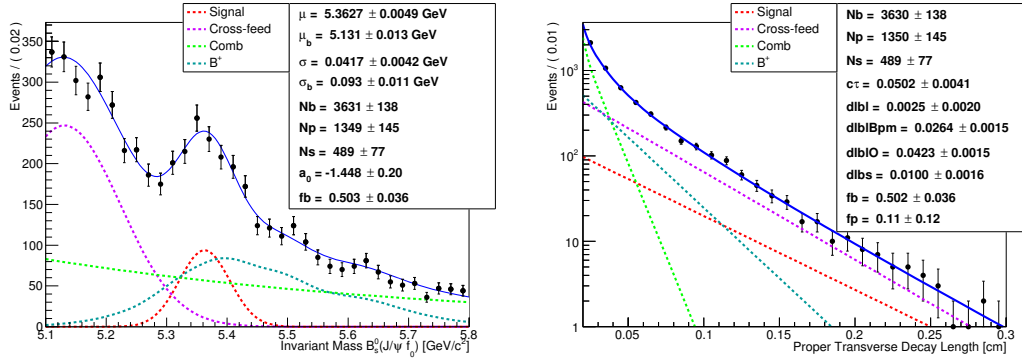 Signal
Cross-feed
Comb
B⁺
μ = 5.3627 ± 0.0049 GeV
μ_b = 5.131 ± 0.013 GeV
σ = 0.0417 ± 0.0042 GeV
σ_b = 0.093 ± 0.011 GeV
Nb = 3631 ± 138
Np = 1349 ± 145
Ns = 489 ± 77
a₀ = -1.448 ± 0.20
fb = 0.503 ± 0.036
Events / ( 0.02)
350
300
250
200
150
100
50
0
5.1 5.2 5.3 5.4 5.5 5.6 5.7 5.8
Invariant Mass B_s^0(J/ψ f_0) [GeV/c²]
Signal
Cross-feed
Comb
B⁺
Nb = 3630 ± 138
Np = 1350 ± 145
Ns = 489 ± 77
cτ = 0.0502 ± 0.0041
dlbl = 0.0025 ± 0.0020
dlblBpm = 0.0264 ± 0.0015
dlblO = 0.0423 ± 0.0015
dlbs = 0.0100 ± 0.0016
fb = 0.502 ± 0.036
fp = 0.11 ± 0.12
Events / ( 0.01)
10³
10²
10
1
0.05 0.1 0.15 0.2 0.25 0.3
Proper Transverse Decay Length [cm]